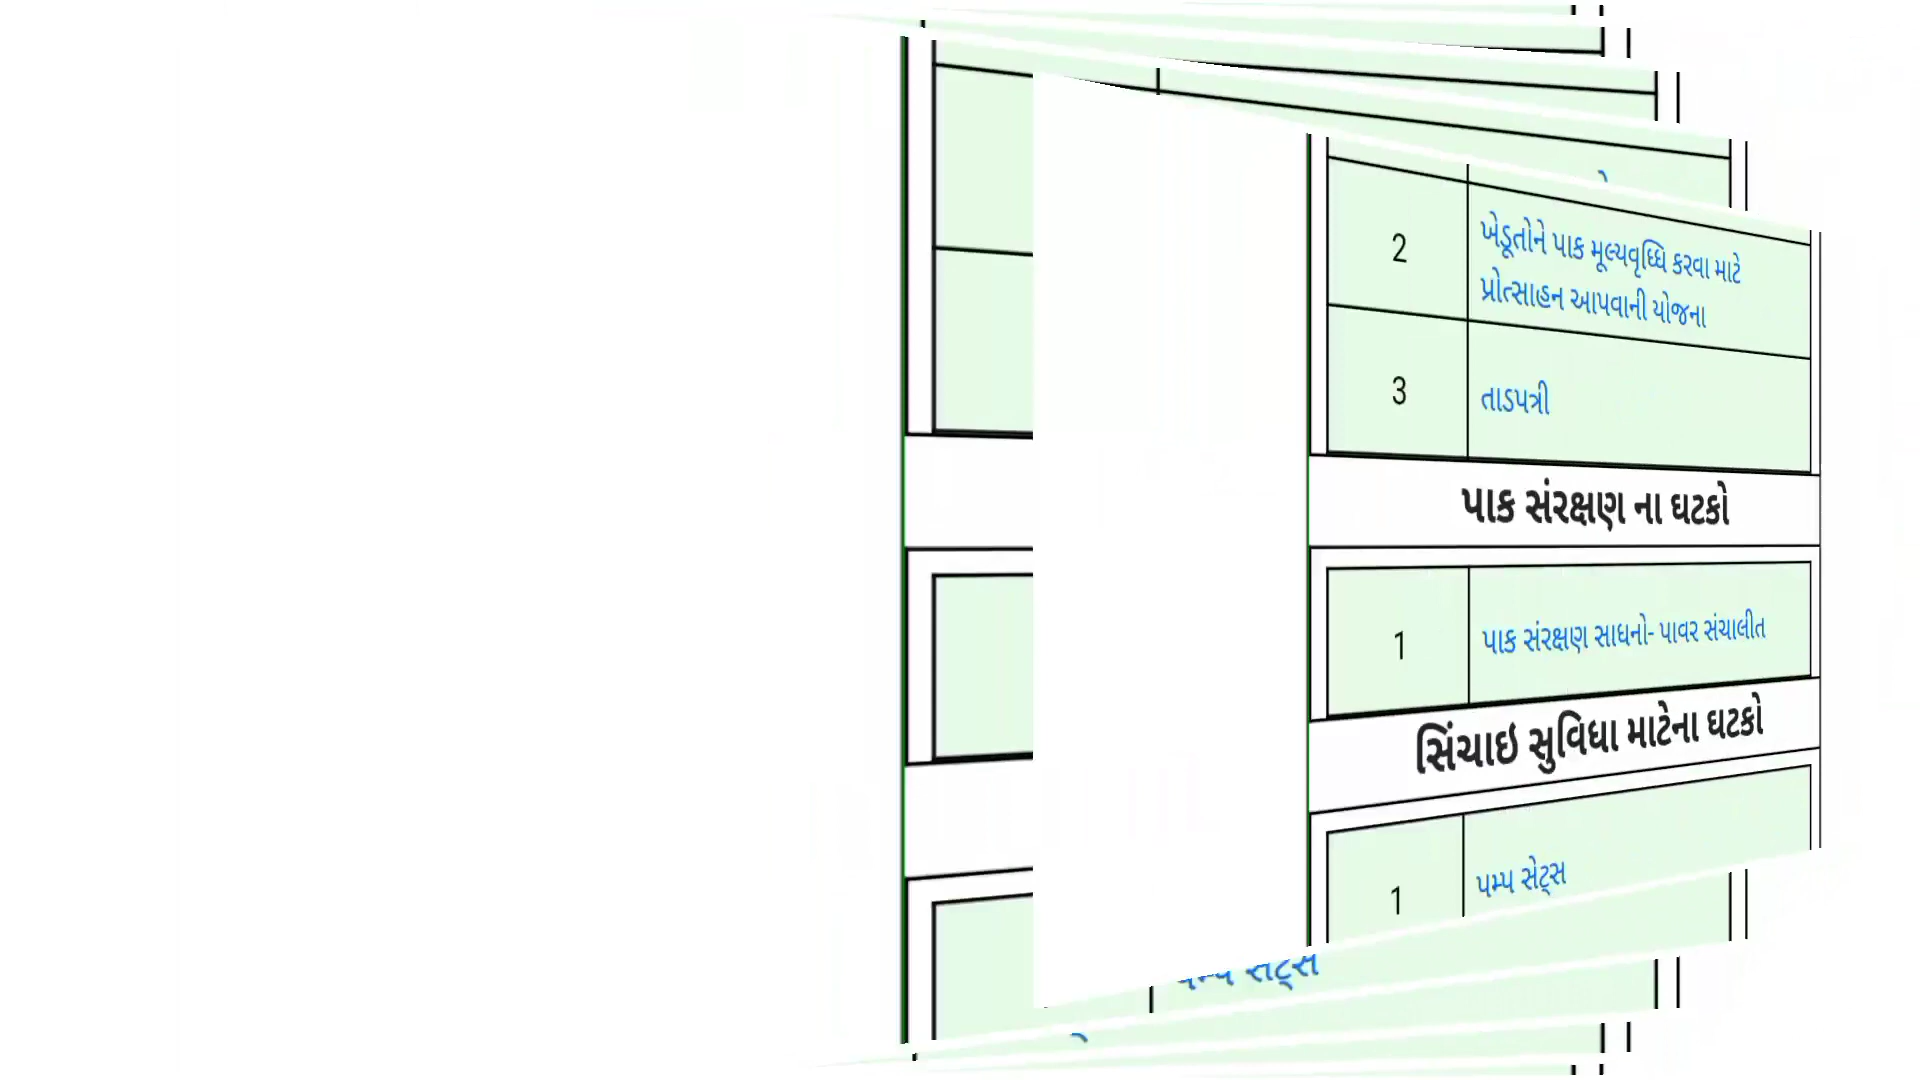 2
ખેડૂતોને પાક મૂલ્યવૃધ્ધિ કરવા માટે
પ્રોત્સાહન આપવાની યોજના
3
તાડપત્રી
પાક સંરક્ષણ ના ઘટકો
1
પાક સંરક્ષણ સાધનો- પાવર સંચાલીત
સિંચાઇ સુવિધા માટેના ઘટકો
1
પમ્પ સેટ્સ
પમ્પ સેટ્સ